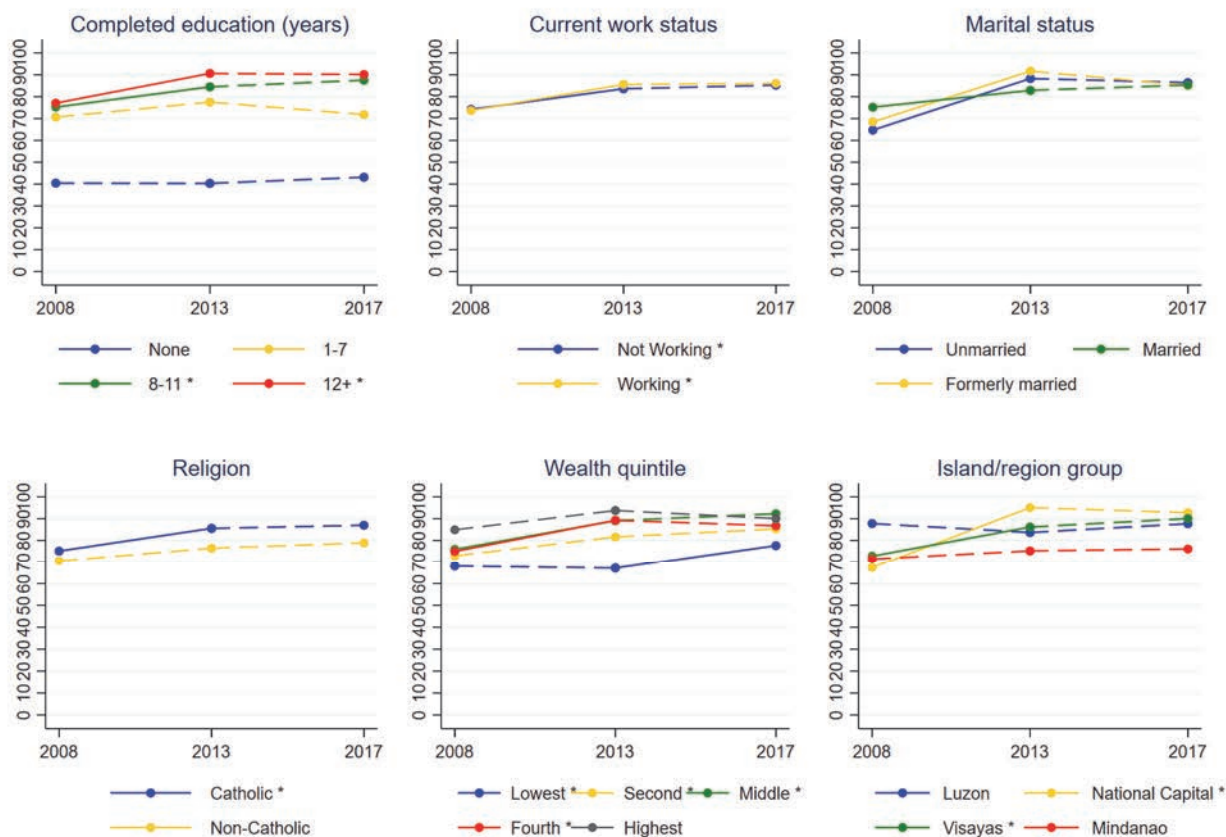 Completed education (years)
0 10 20 30 40 50 60 70 80 90 100
2008 2013 2017
None 1-7
8-11 * 12+ *
Current work status
0 10 20 30 40 50 60 70 80 90 100
2008 2013 2017
Not Working *
Working *
Marital status
0 10 20 30 40 50 60 70 80 90 100
2008 2013 2017
Unmarried Married
Formerly married
Religion
0 10 20 30 40 50 60 70 80 90 100
2008 2013 2017
Catholic *
Non-Catholic
Wealth quintile
0 10 20 30 40 50 60 70 80 90 100
2008 2013 2017
Lowest * Second * Middle *
Fourth * Highest
Island/region group
0 10 20 30 40 50 60 70 80 90 100
2008 2013 2017
Luzon National Capital *
Visayas * Mindanao